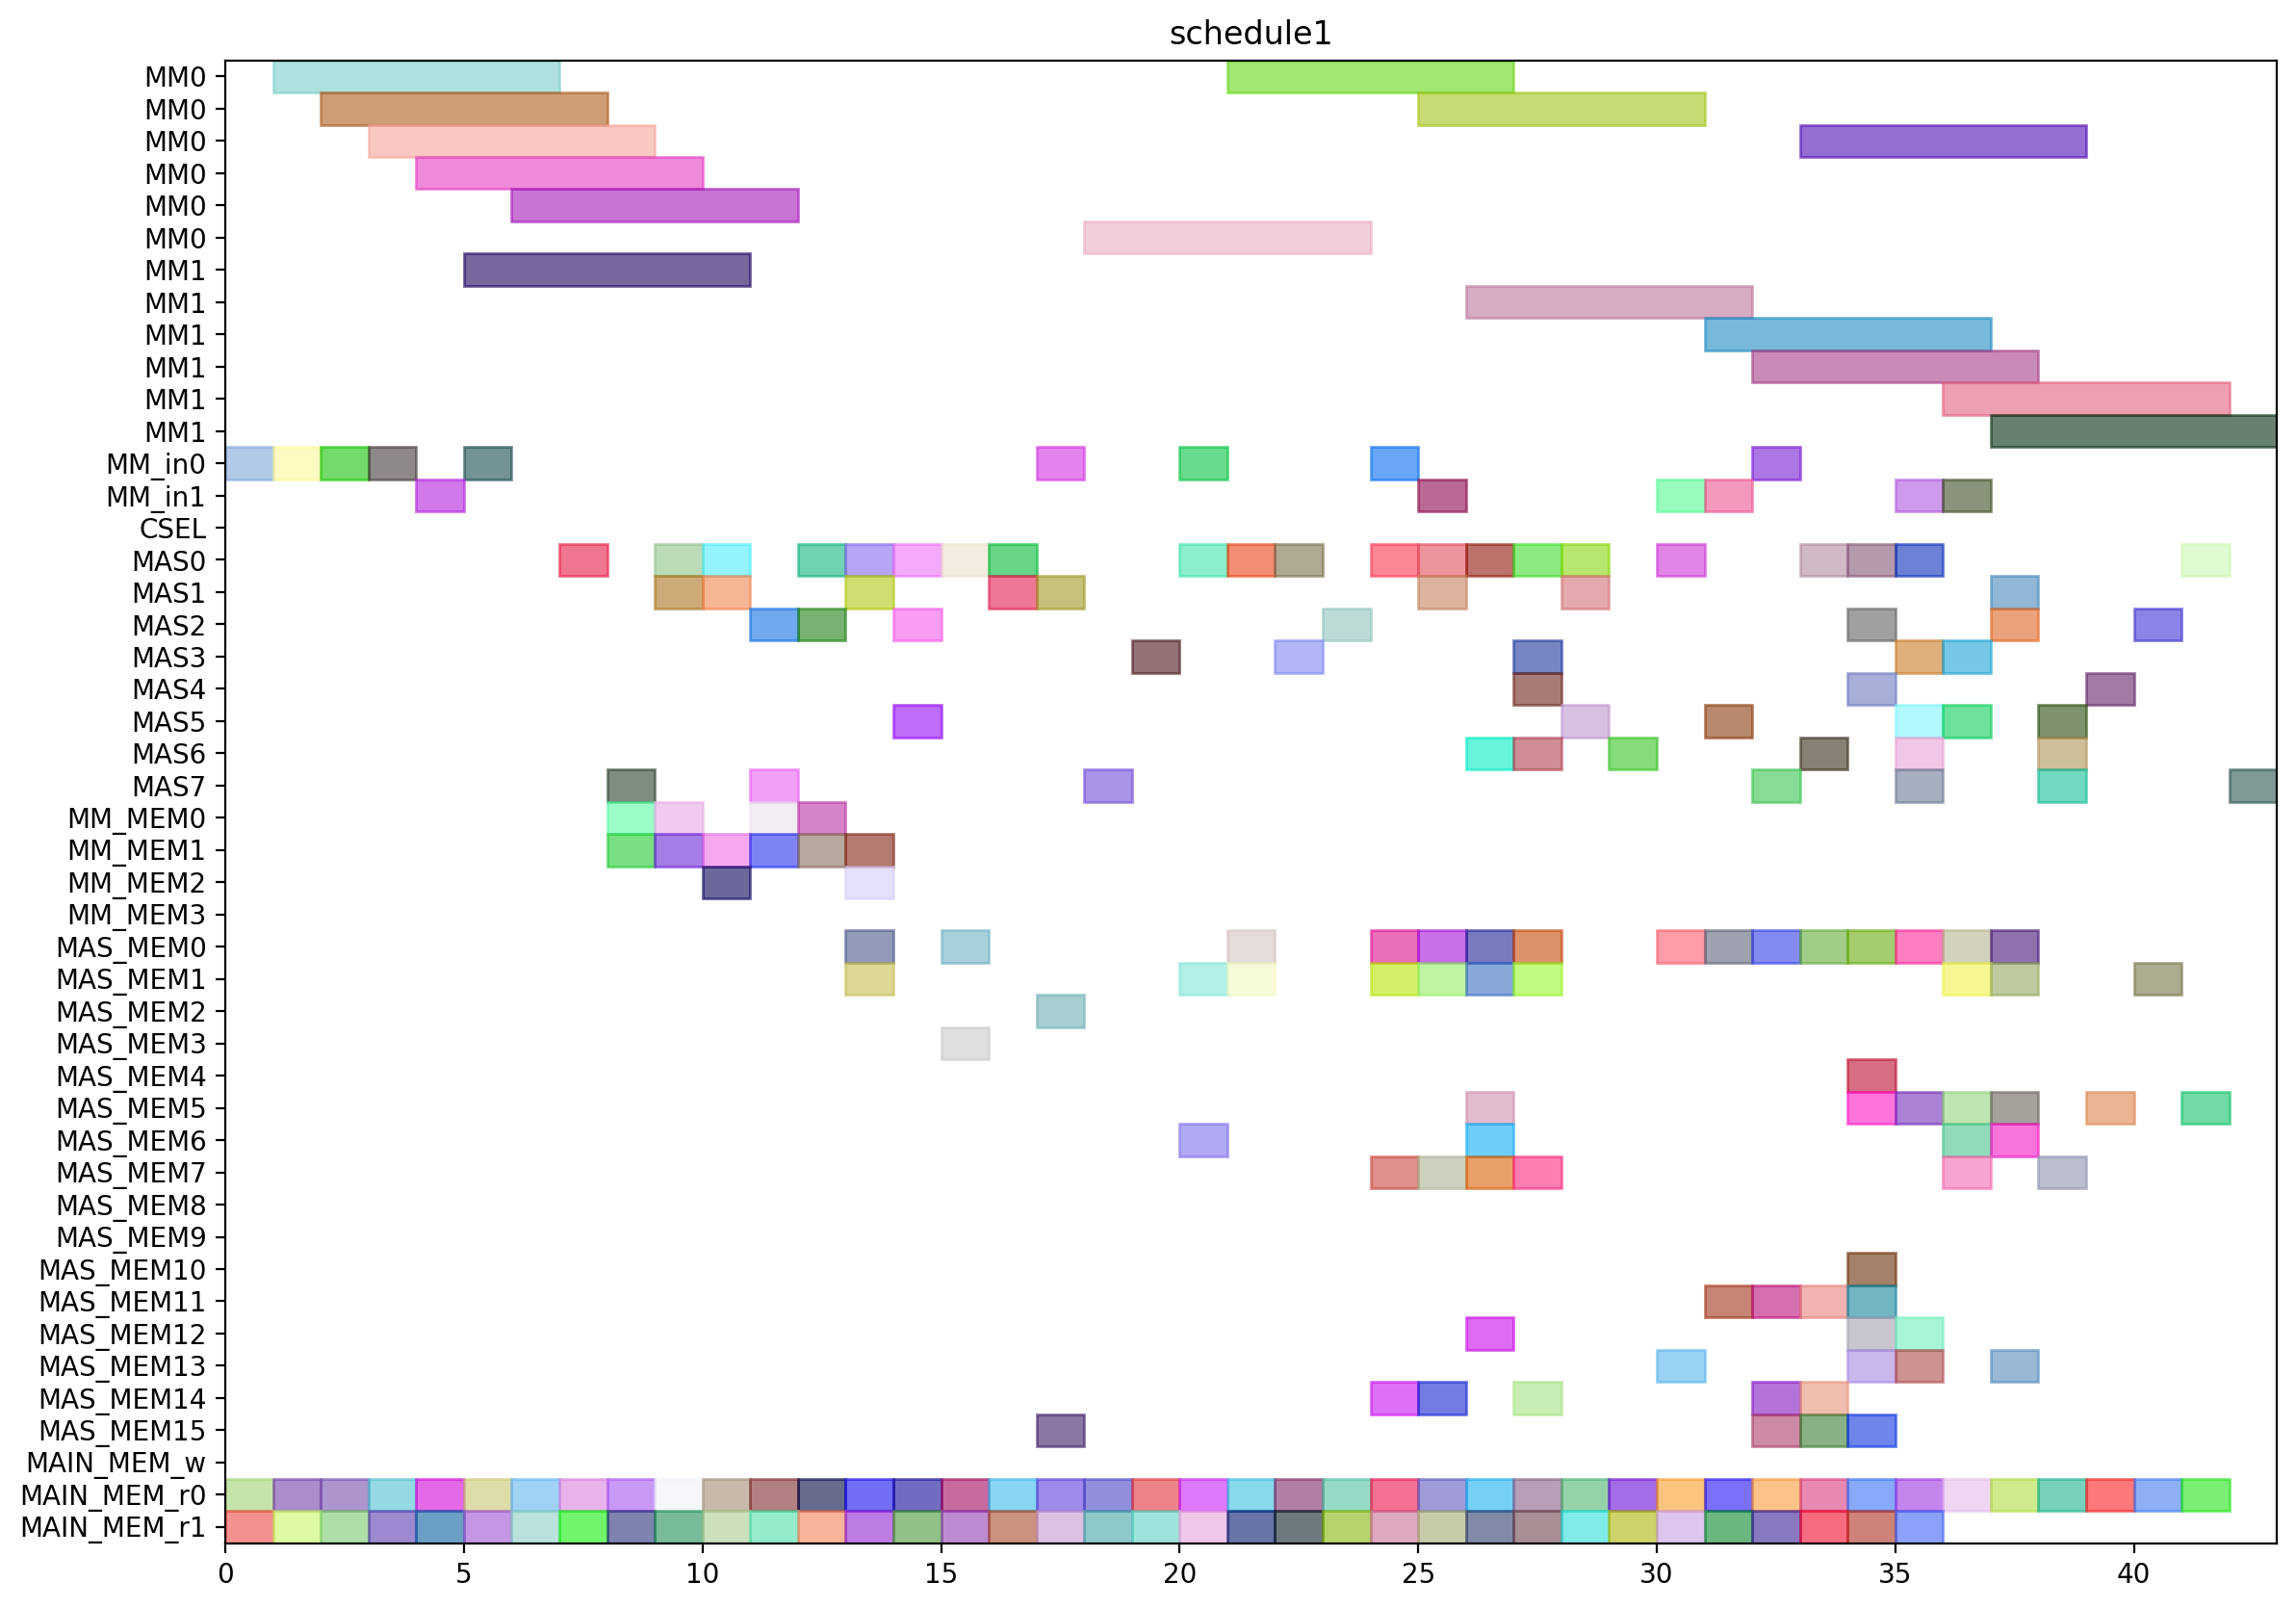 schedule1
MM0
MM0
MM0
MM0
MM0
MM0
MM1
MM1
MM1
MM1
MM1
MM1
MM_in0
MM_in1
CSEL
MAS0
MAS1
MAS2
MAS3
MAS4
MAS5
MAS6
MAS7
MM_MEM0
MM_MEM1
MM_MEM2
MM_MEM3
MAS_MEM0
MAS_MEM1
MAS_MEM2
MAS_MEM3
MAS_MEM4
MAS_MEM5
MAS_MEM6
MAS_MEM7
MAS_MEM8
MAS_MEM9
MAS_MEM10
MAS_MEM11
MAS_MEM12
MAS_MEM13
MAS_MEM14
MAS_MEM15
MAIN_MEM_w
MAIN_MEM_r0
MAIN_MEM_r1
0 5 10 15 20 25 30 35 40